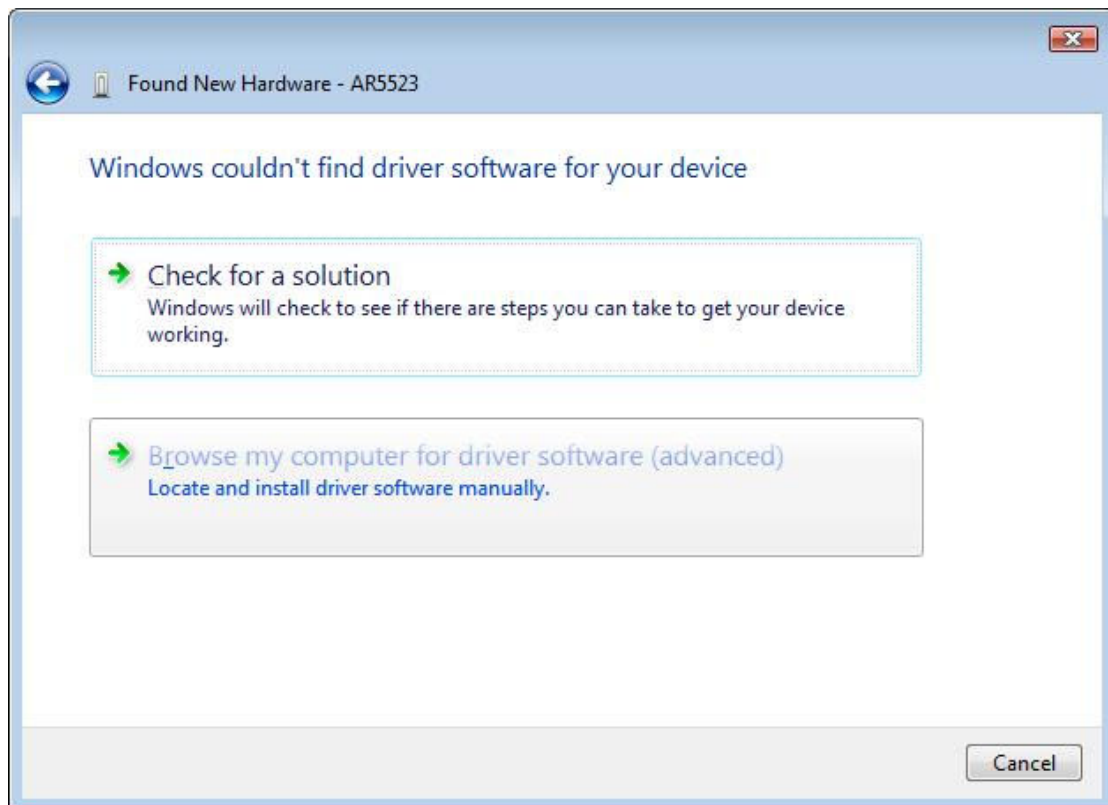 Found New Hardware - AR5523
Windows couldn't find driver software for your device
Check for a solution
Windows will check to see if there are steps you can take to get your device
working.
Browse my computer for driver software (advanced)
Locate and install driver software manually.
Cancel